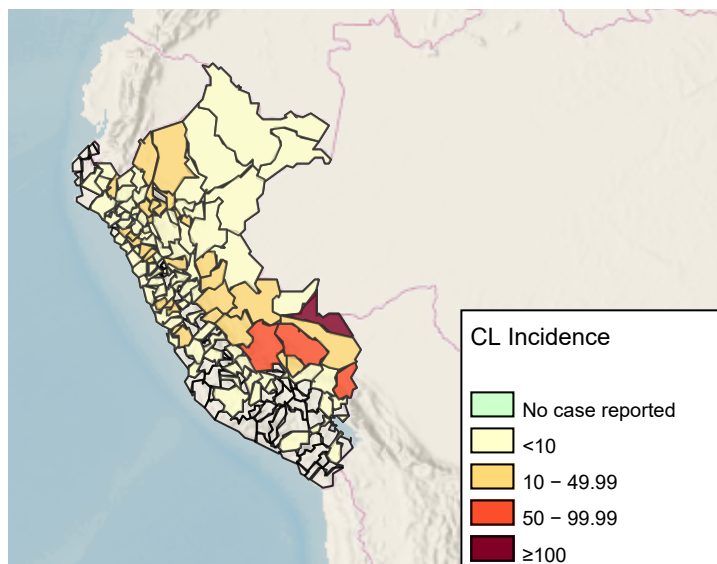 CL Incidence
No case reported
<10
10 − 49.99
50 − 99.99
≥100